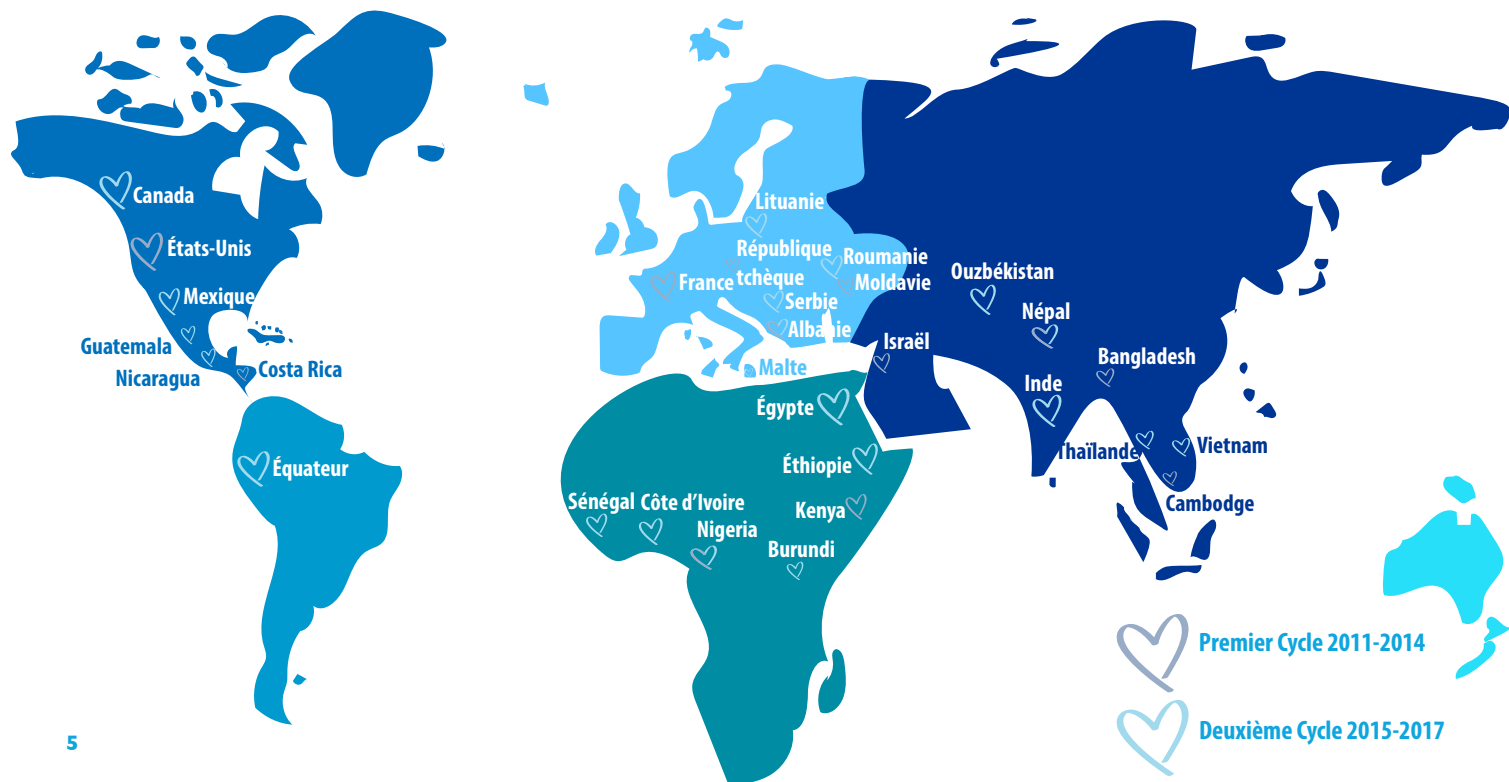 Canada
États-Unis
Mexique
Guatemala
Nicaragua
Costa Rica
Équateur
Lituanie
République
tchèque
France
Roumanie
Moldavie
Serbie
Albanie
Malte
Israël
Ouzbékistan
Népal
Bangladesh
Inde
Thaïlande
Vietnam
Cambodge
Égypte
Éthiopie
Kenya
Sénégal
Côte d'Ivoire
Nigeria
Burundi
Premier Cycle 2011-2014
Deuxième Cycle 2015-2017
5